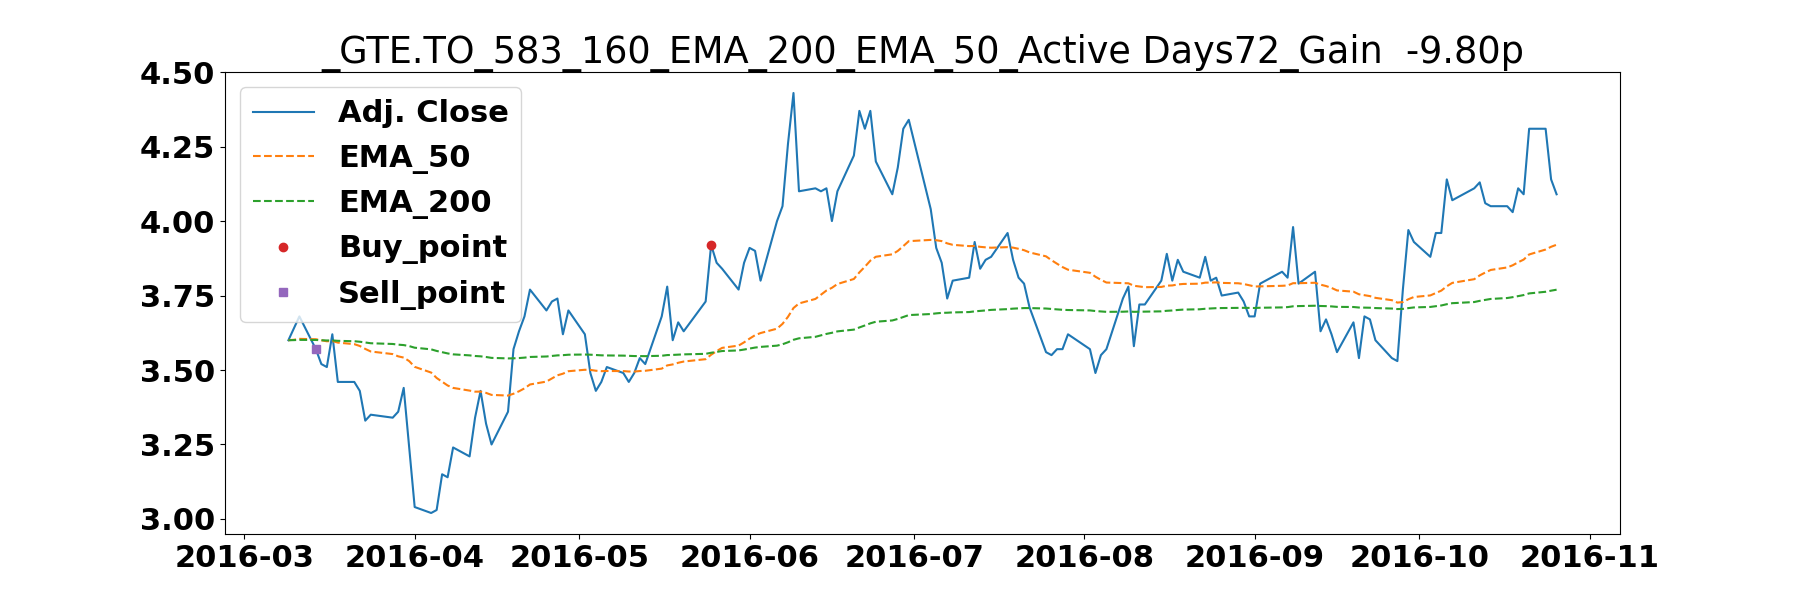 _GTE.TO_583_160_EMA_200_EMA_50_Active Days72_Gain  -9.80p
4.50
4.25
4.00
3.75
3.50
3.25
3.00
Adj. Close
EMA_50
EMA_200
Buy_point
Sell_point
2016-03 2016-04 2016-05 2016-06 2016-07 2016-08 2016-09 2016-10 2016-11